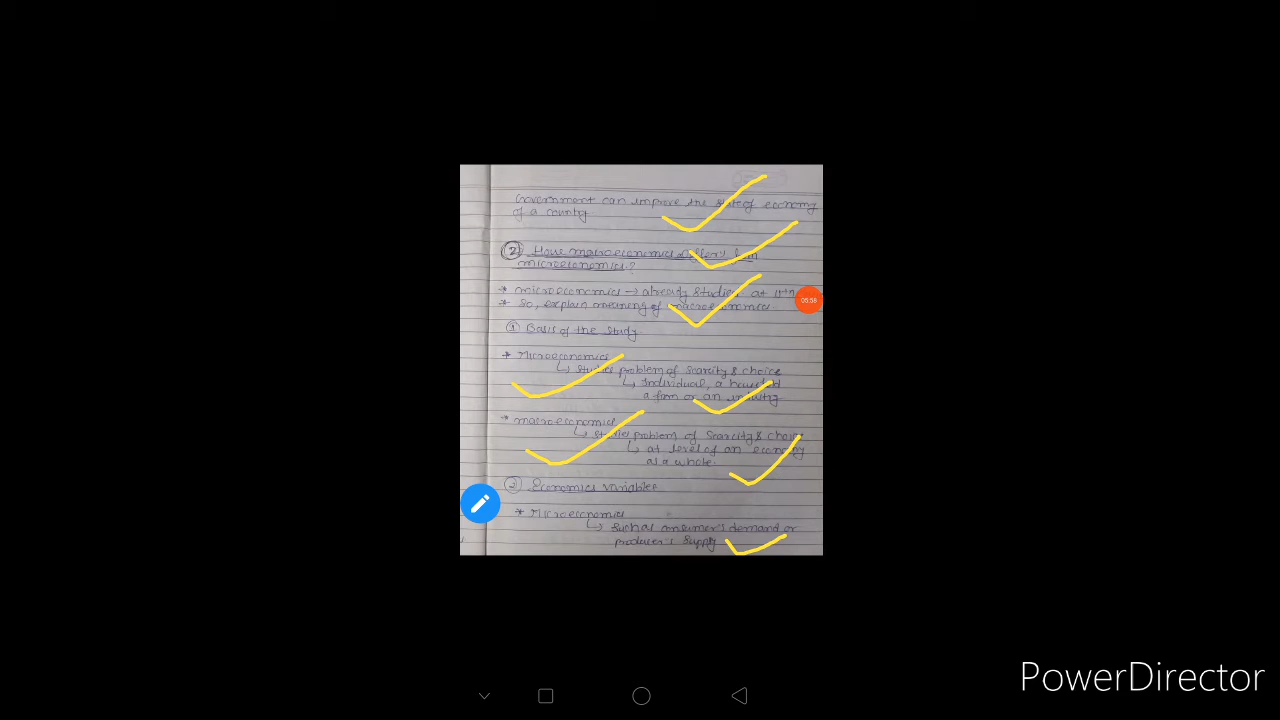 Government can improve the state of economy
of a country.
② How macroeconomics differs from
microeconomics?
* microeconomics → already studied at 11th
* So, explain meaning of macroeconomics.
① Basis of the study
* Microeconomics
↳ Studies problem of Scarcity & choice
↳ Individual, a household
a firm or an industry
* macroeconomics
↳ Studies problem of Scarcity & choice
↳ at level of an economy
as a whole.
② Economics variables
* Microeconomics
↳ Such as consumer's demand or
producer's supply
05:58
PowerDirector